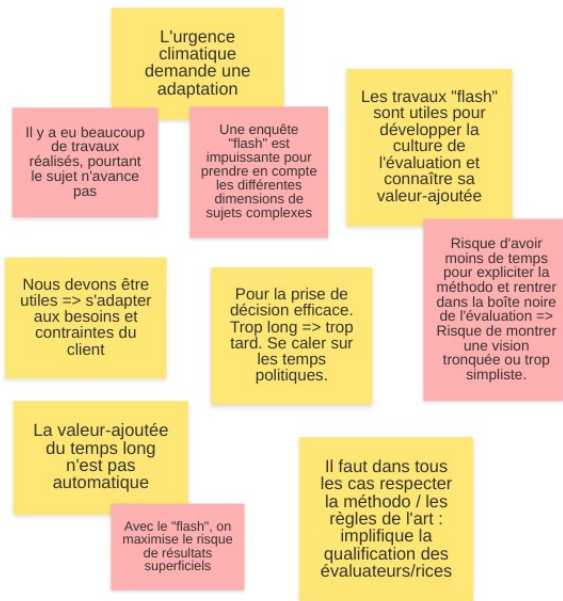 L'urgence
climatique
demande une
adaptation
Il y a eu beaucoup
de travaux
réalisés, pourtant
le sujet n'avance
pas
Une enquête
"flash" est
impuissante pour
prendre en compte
les différentes
dimensions de
sujets complexes
Les travaux "flash"
sont utiles pour
développer la
culture de
l'évaluation et
connaître sa
valeur-ajoutée
Risque d'avoir
moins de temps
pour expliciter la
méthodo et rentrer
dans la boîte noire
de l'évaluation =>
Risque de montrer
une vision
tronquée ou trop
simpliste.
Nous devons être
utiles => s'adapter
aux besoins et
contraintes du
client
Pour la prise de
décision efficace.
Trop long => trop
tard. Se caler sur
les temps
politiques.
La valeur-ajoutée
du temps long
n'est pas
automatique
Avec le "flash", on
maximise le risque
de résultats
superficiels
Il faut dans tous
les cas respecter
la méthodo / les
règles de l'art :
implifique la
qualification des
évaluateurs/rices